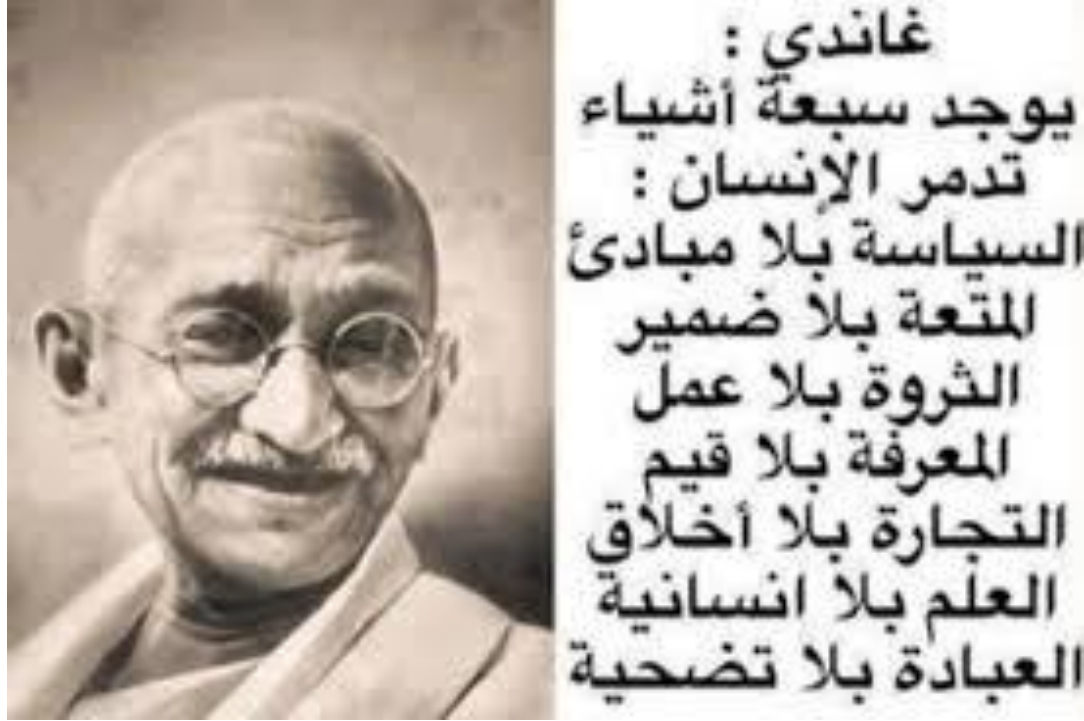 غاندي :
يوجد سبعة أشياء
تدمر الإنسان :
السياسة بلا مبادئ
المتعة بلا ضمير
الثروة بلا عمل
المعرفة بلا قيم
التجارة بلا أخلاق
العلم بلا انسانية
العبادة بلا تضحية